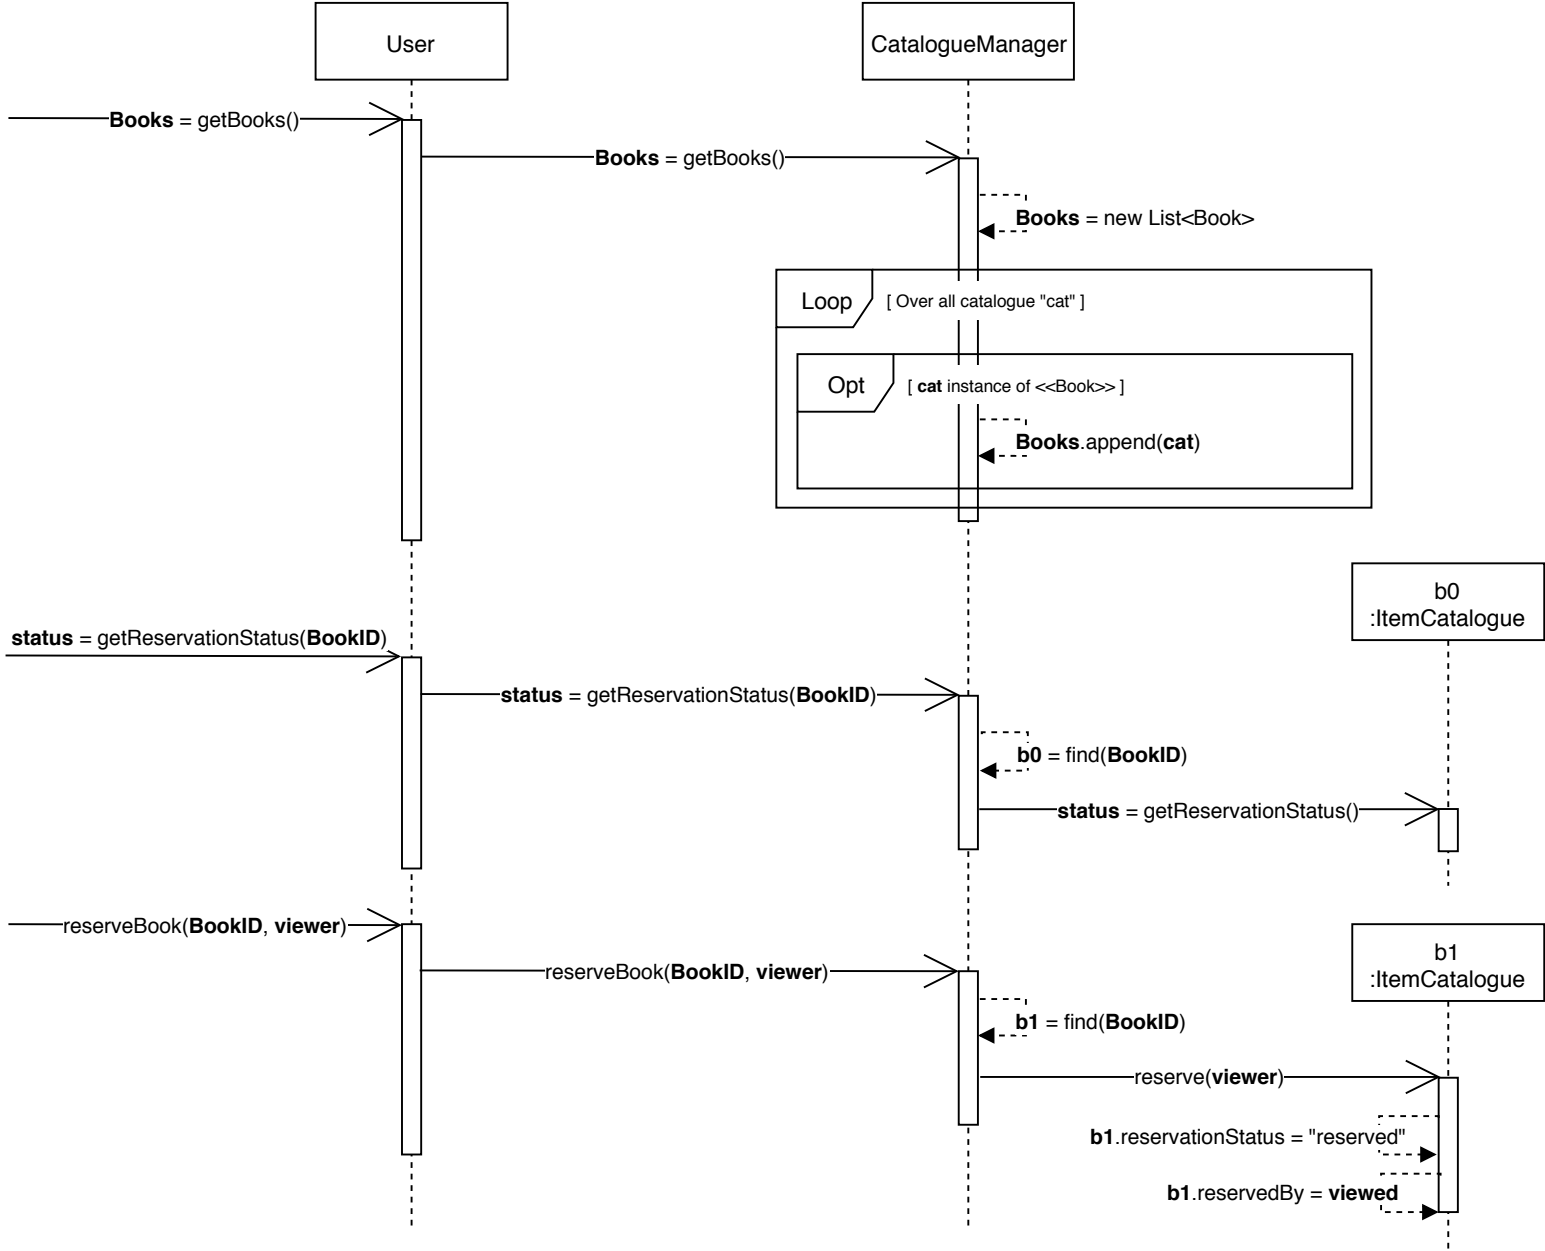 User
CatalogueManager
Books = getBooks()
Books = getBooks()
Books = new List<Book>
Loop
[ Over all catalogue "cat" ]
Opt
[ cat instance of <<Book>> ]
Books.append(cat)
b0
:ItemCatalogue
status = getReservationStatus(BookID)
status = getReservationStatus(BookID)
b0 = find(BookID)
status = getReservationStatus()
reserveBook(BookID, viewer)
b1
:ItemCatalogue
reserveBook(BookID, viewer)
b1 = find(BookID)
reserve(viewer)
b1.reservationStatus = "reserved"
b1.reservedBy = viewed